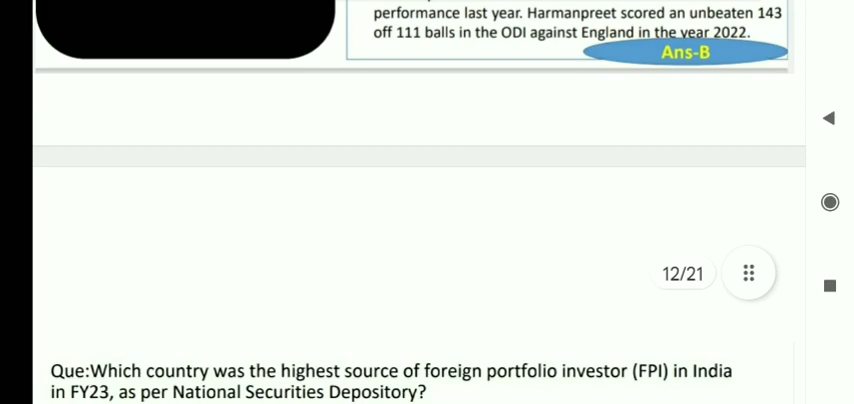 performance last year. Harmanpreet scored an unbeaten 143
off 111 balls in the ODI against England in the year 2022.
Ans-B
12/21
Que:Which country was the highest source of foreign portfolio investor (FPI) in India
in FY23, as per National Securities Depository?